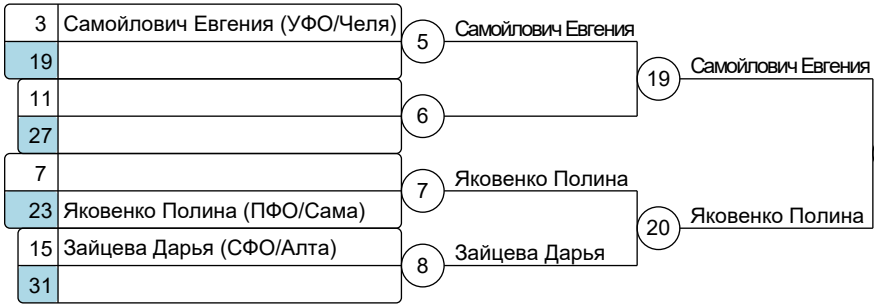 3 Самойлович Евгения (УФО/Челя)
19
5 Самойлович Евгения
11
27
6
19 Самойлович Евгения
7
23 Яковенко Полина (ПФО/Сама)
7 Яковенко Полина
15 Зайцева Дарья (СФО/Алта)
31
8 Зайцева Дарья
20 Яковенко Полина